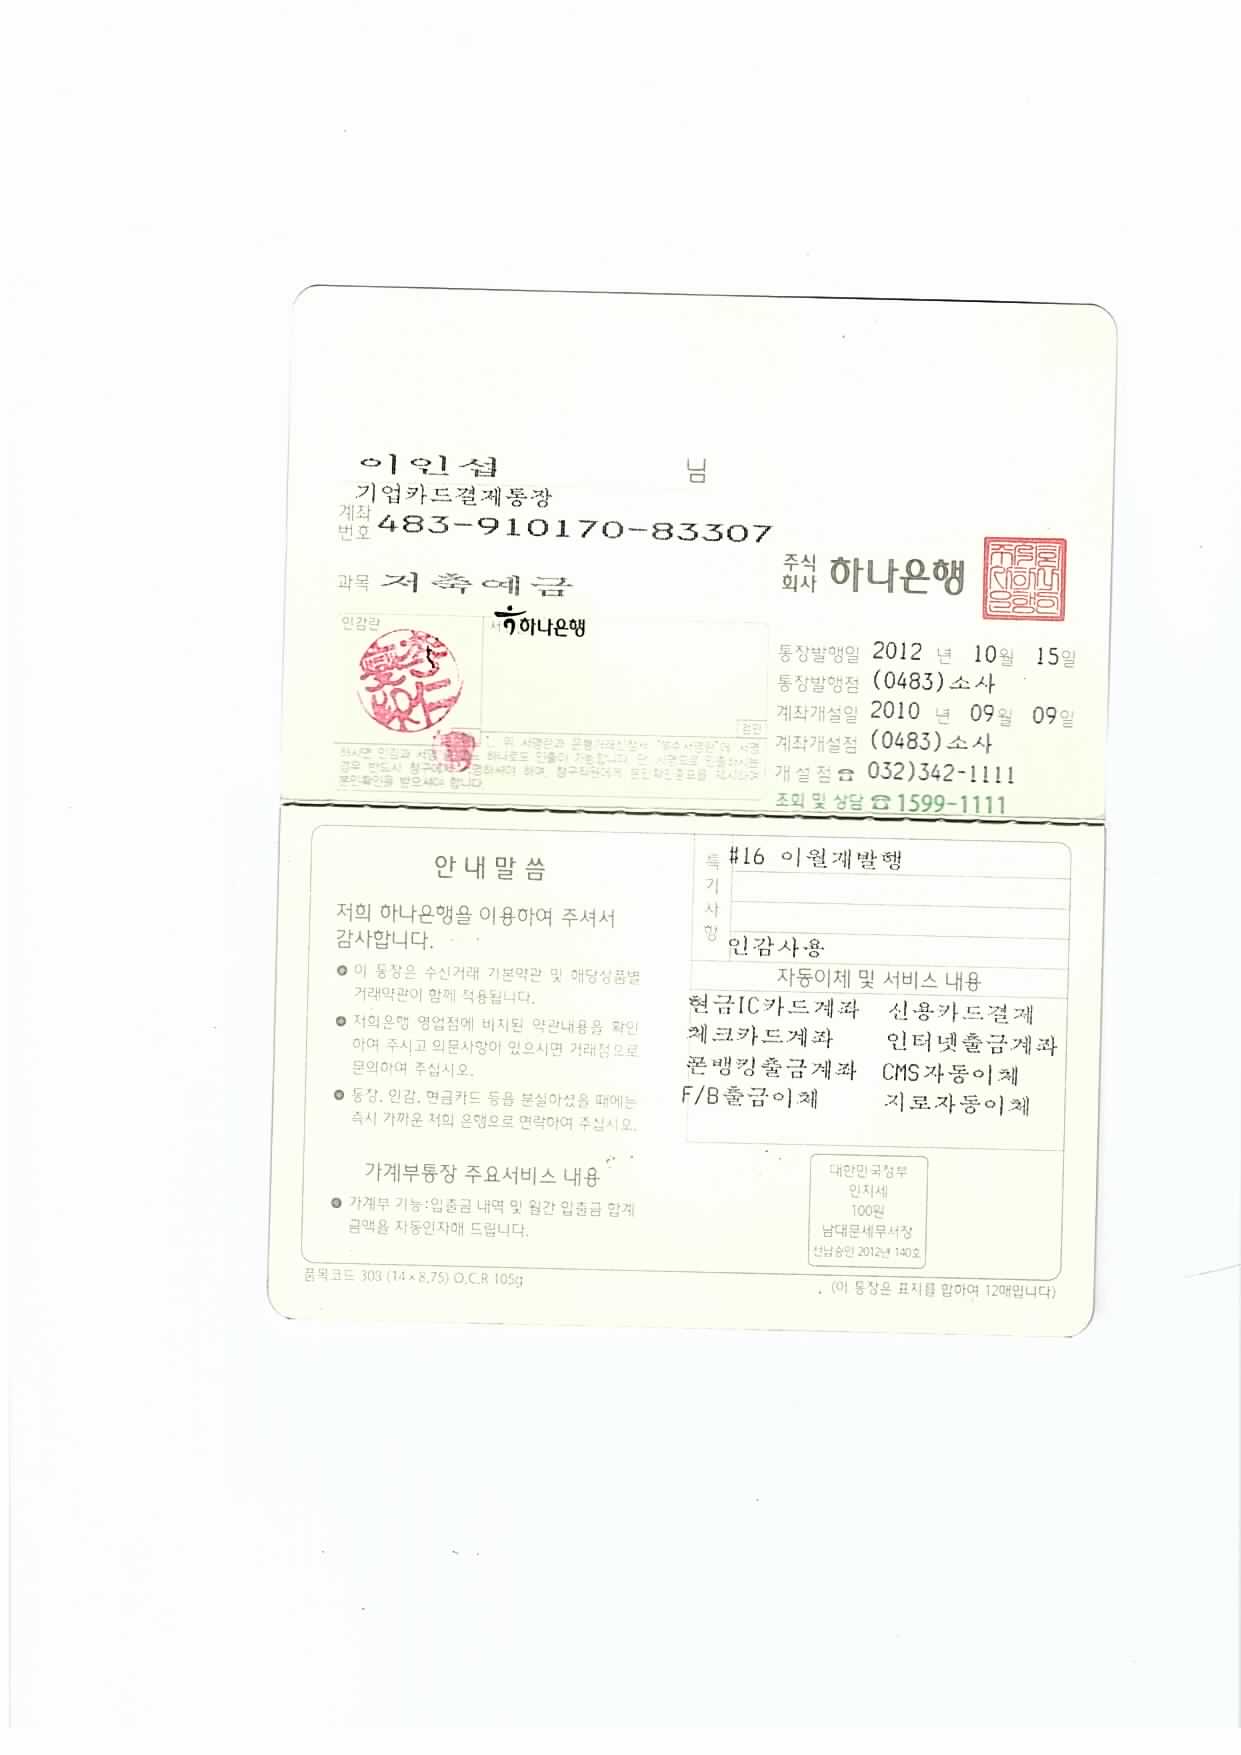 이인섭 님
기업카드결제통장
계좌
번호 483-910170-83307
과목 저축예금
주식
회사 하나은행
인감란
하나은행
통장발행일 2012 년 10월 15일
통장발행점 (0483)소사
계좌개설일 2010 년 09월 09일
계좌개설점 (0483)소사
개설점☎ 032)342-1111
조회 및 상담 ☎ 1599-1111
안내말씀
저희 하나은행을 이용하여 주셔서
감사합니다.
● 이 통장은 수신거래 기본약관 및 해당상품별
거래약관이 함께 적용됩니다.
● 저희은행 영업점에 비치된 약관내용을 확인
하여 주시고 의문사항이 있으시면 거래점으로
문의하여 주십시오.
● 통장, 인감, 현금카드 등을 분실하셨을 때에는
즉시 가까운 저희 은행으로 연락하여 주십시오.
가계부통장 주요서비스 내용
● 가계부 기능:입출금 내역 및 월간 입출금 합계
금액을 자동인자해 드립니다.
특기사항
#16 이월재발행
인감사용
자동이체 및 서비스 내용
현금IC카드계좌 신용카드결제
체크카드계좌 인터넷출금계좌
폰뱅킹출금계좌 CMS자동이체
F/B출금이체 지로자동이체
대한민국정부
인지세
100원
남대문세무서장
선납승인 2012년 140호
품목코드 303 (14×8.75) O.C.R 105g
(이 통장은 표지를 합하여 12매입니다)